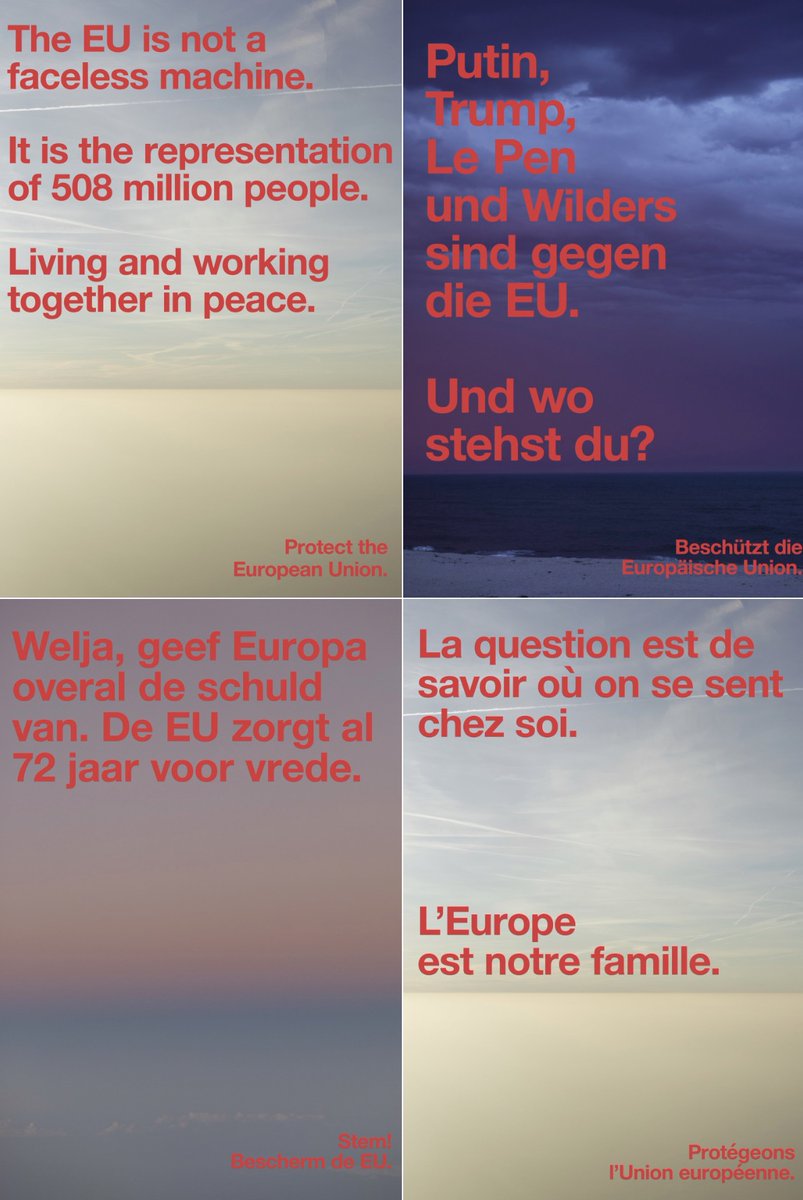 The EU is not a
faceless machine.
It is the representation
of 508 million people.
Living and working
together in peace.
Protect the
European Union.
Putin,
Trump,
Le Pen
und Wilders
sind gegen
die EU.
Und wo
stehst du?
Beschützt die
Europäische Union.
Welja, geef Europa
overal de schuld
van. De EU zorgt al
72 jaar voor vrede.
Stem!
Bescherm de EU.
La question est de
savoir où on se sent
chez soi.
L’Europe
est notre famille.
Protégeons
l’Union européenne.